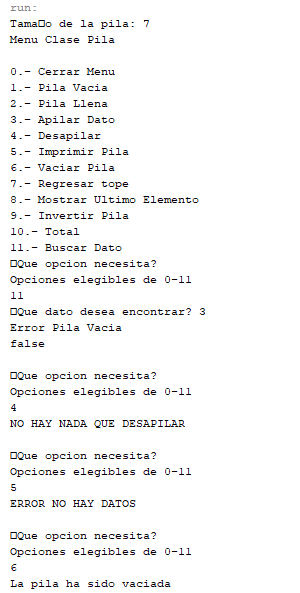 run:
Tama□o de la pila: 7
Menu Clase Pila
0.- Cerrar Menu
1.- Pila Vacia
2.- Pila Llena
3.- Apilar Dato
4.- Desapilar
5.- Imprimir Pila
6.- Vaciar Pila
7.- Regresar tope
8.- Mostrar Ultimo Elemento
9.- Invertir Pila
10.- Total
11.- Buscar Dato
□Que opcion necesita?
Opciones elegibles de 0-11
11
□Que dato desea encontrar? 3
Error Pila Vacia
false
□Que opcion necesita?
Opciones elegibles de 0-11
4
NO HAY NADA QUE DESAPILAR
□Que opcion necesita?
Opciones elegibles de 0-11
5
ERROR NO HAY DATOS
□Que opcion necesita?
Opciones elegibles de 0-11
6
La pila ha sido vaciada